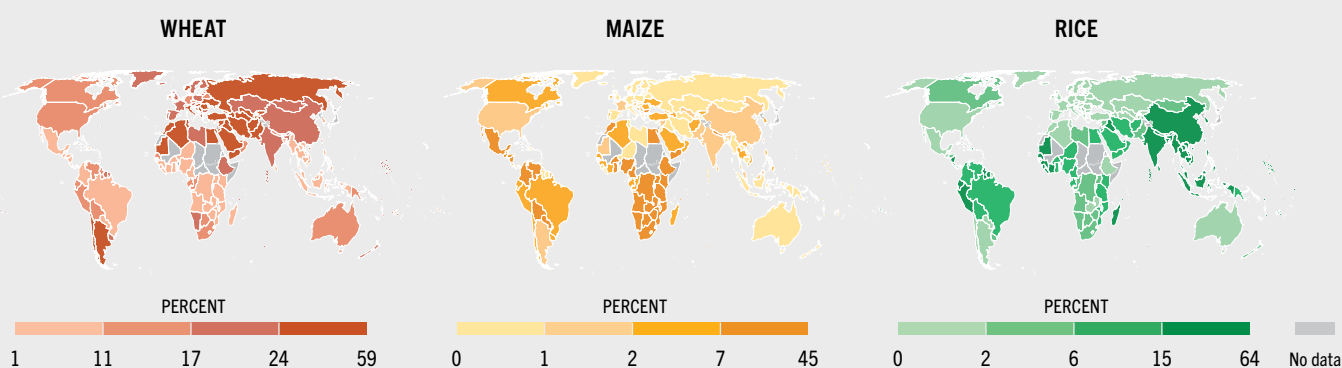 WHEAT
MAIZE
RICE
PERCENT
1 11 17 24 59
PERCENT
0 1 2 7 45
PERCENT
0 2 6 15 64
No data